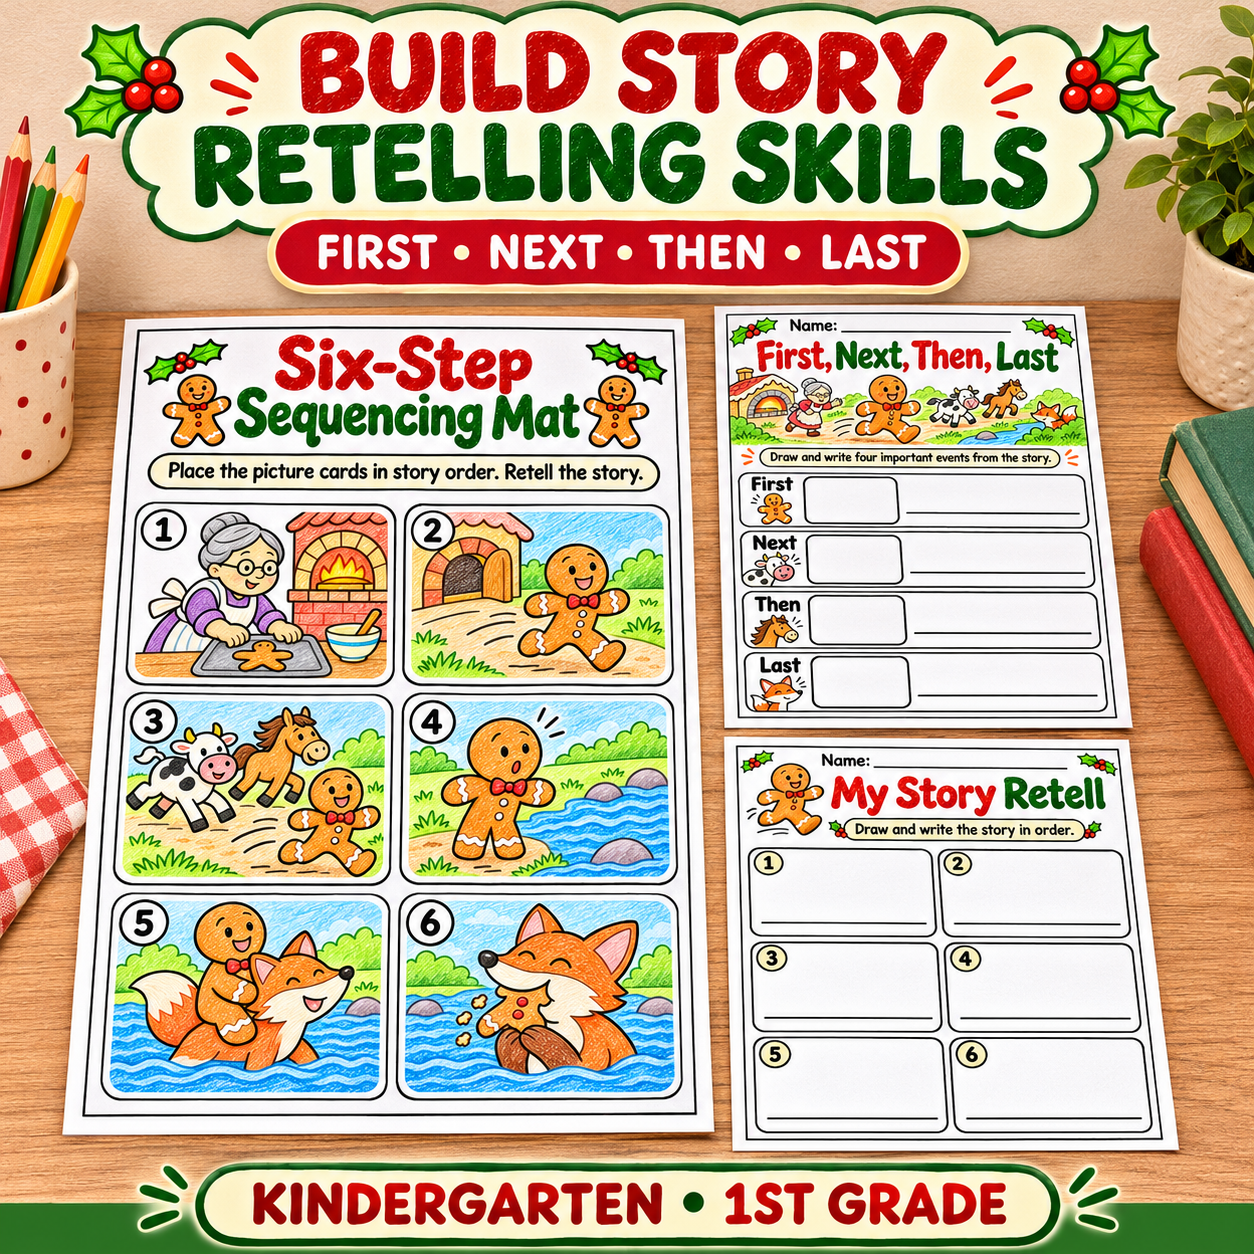 BUILD STORY
RETELLING SKILLS
FIRST • NEXT • THEN • LAST
Six-Step
Sequencing Mat
Place the picture cards in story order. Retell the story.
1
2
3
4
5
6
Name:
First, Next, Then, Last
Draw and write four important events from the story.
First
Next
Then
Last
Name:
My Story Retell
Draw and write the story in order.
1
2
3
4
5
6
KINDERGARTEN • 1ST GRADE